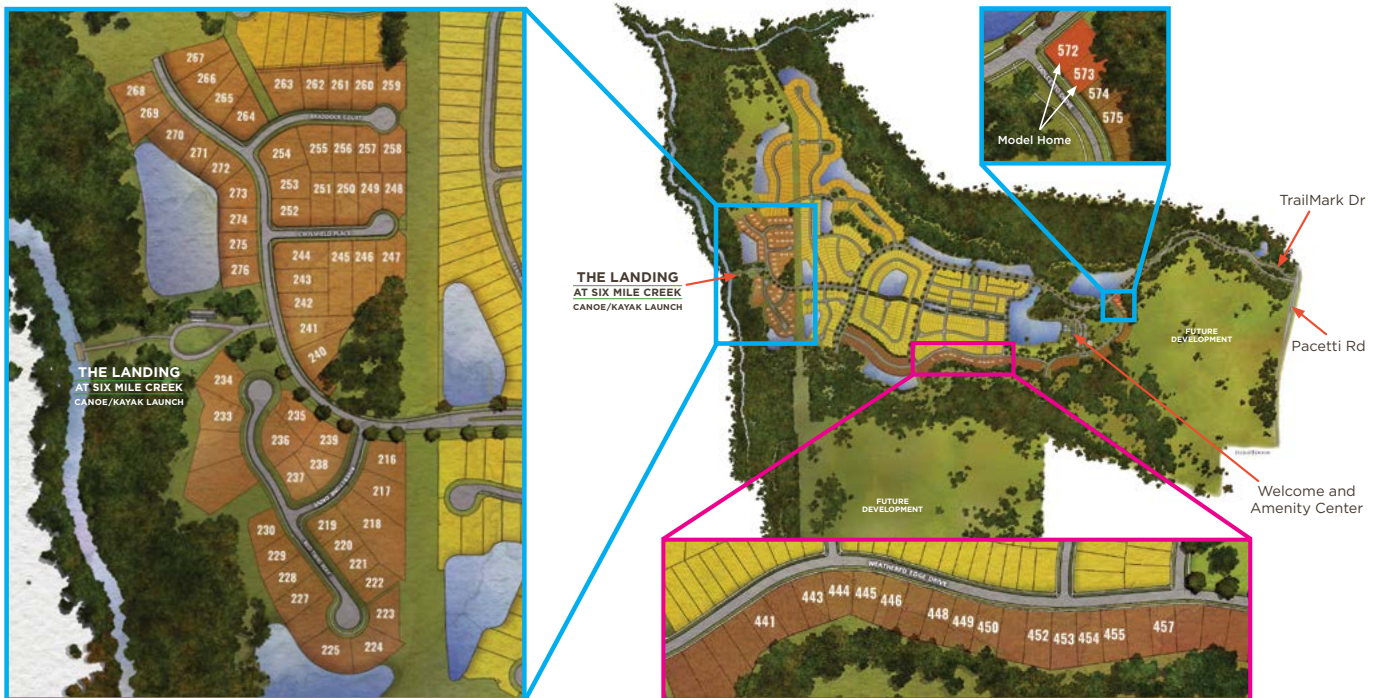 267
266
265
264
268
269
270
271
272
273
274
275
276
263 262 261 260 259
BRADDOCK COURT
254 255 256 257 258
253 251 250 249 248
252
244 245 246 247
243
242
241
240
THE LANDING
AT SIX MILE CREEK
CANOE/KAYAK LAUNCH
234
233
235
236 239
238
237
216
217
218
219
220
221
222
223
224
225
230
229
228
227
THE LANDING
AT SIX MILE CREEK
CANOE/KAYAK LAUNCH
572
573
574
575
Model Home
TrailMark Dr
Pacetti Rd
FUTURE
DEVELOPMENT
Welcome and
Amenity Center
FUTURE
DEVELOPMENT
WEATHERED EDGE DRIVE
441 443 444 445 446 448 449 450 452 453 454 455 457